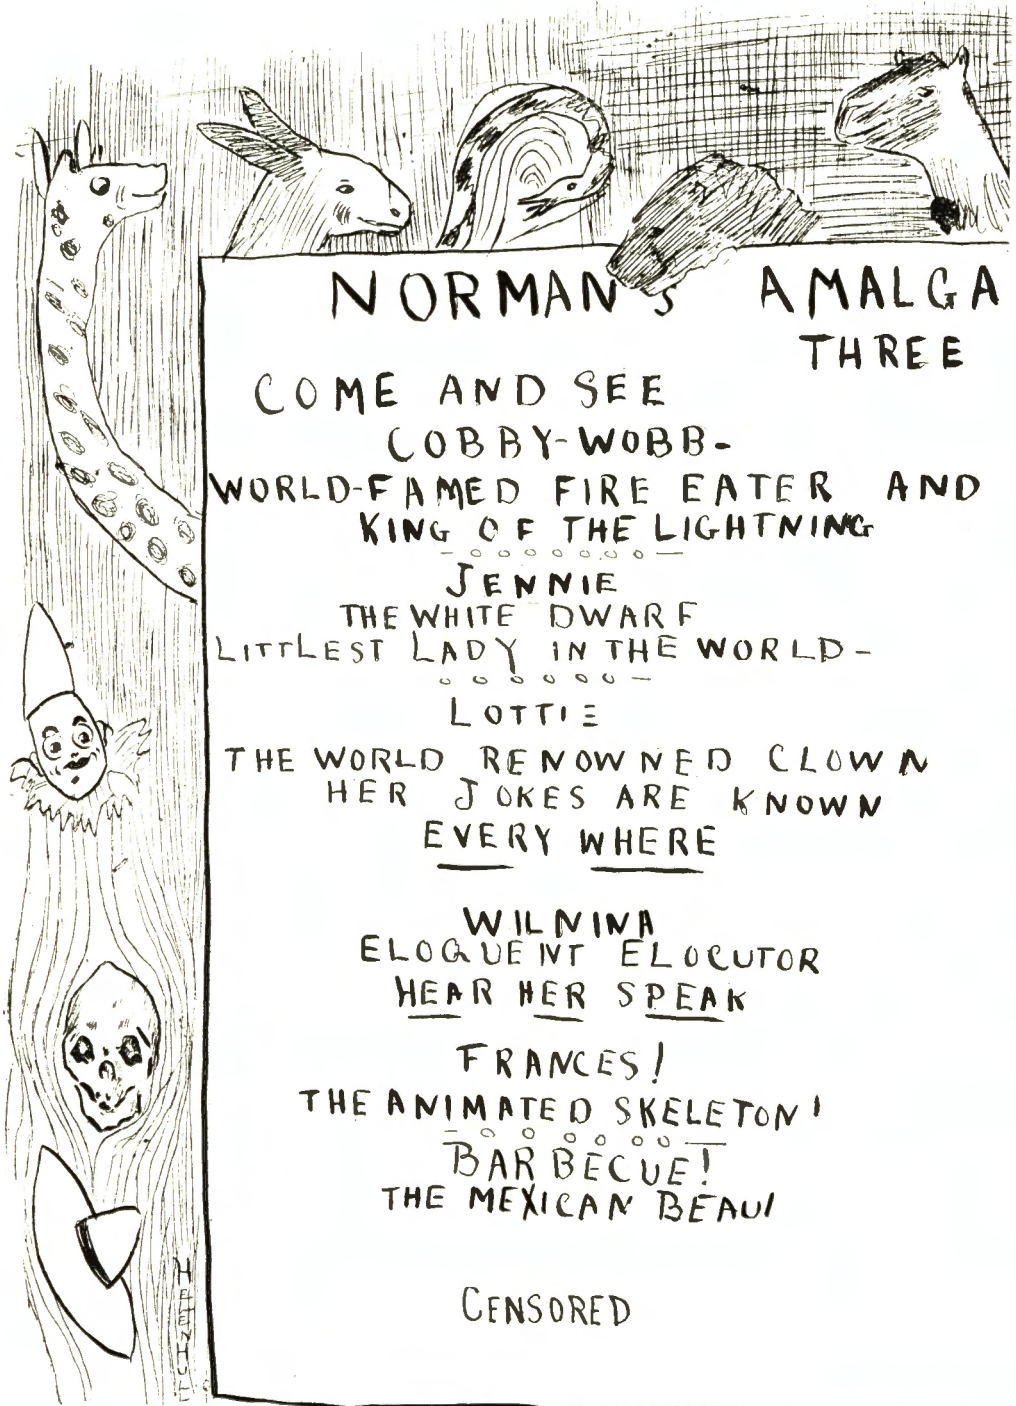 NORMAN's AMALGA
THREE
COME AND SEE
COBBY-WOBB-
WORLD-FAMED FIRE EATER AND
KING OF THE LIGHTNING
JENNIE
THE WHITE DWARF
LITTLEST LADY IN THE WORLD-
LOTTIE
THE WORLD RENOWNED CLOWN
HER JOKES ARE KNOWN
EVERY WHERE
WILNINA
ELOQUENT ELOCUTOR
HEAR HER SPEAK
FRANCES!
THE ANIMATED SKELETON!
BARBECUE!
THE MEXICAN BEAU!
CENSORED
HELEN HULL